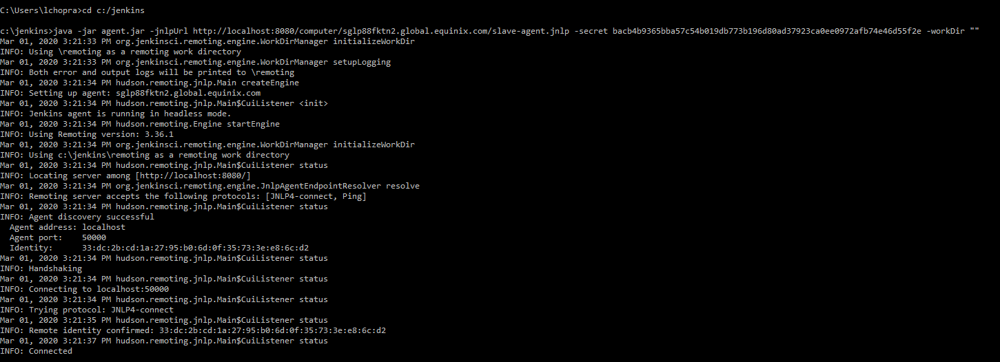 C:\Users\lchopra>cd c:/jenkins
c:\jenkins>java -jar agent.jar -jnlpUrl http://localhost:8080/computer/sglp88fktn2.global.equinix.com/slave-agent.jnlp -secret bacb4b9365bba57c54b019db773b196d80ad37923ca0ee0972afb74e46d55f2e -workDir ""
Mar 01, 2020 3:21:33 PM org.jenkinsci.remoting.engine.WorkDirManager initializeWorkDir
INFO: Using \remoting as a remoting work directory
Mar 01, 2020 3:21:33 PM org.jenkinsci.remoting.engine.WorkDirManager setupLogging
INFO: Both error and output logs will be printed to \remoting
Mar 01, 2020 3:21:34 PM hudson.remoting.jnlp.Main createEngine
INFO: Setting up agent: sglp88fktn2.global.equinix.com
Mar 01, 2020 3:21:34 PM hudson.remoting.jnlp.Main$CuiListener <init>
INFO: Jenkins agent is running in headless mode.
Mar 01, 2020 3:21:34 PM hudson.remoting.Engine startEngine
INFO: Using Remoting version: 3.36.1
Mar 01, 2020 3:21:34 PM org.jenkinsci.remoting.engine.WorkDirManager initializeWorkDir
INFO: Using c:\jenkins\remoting as a remoting work directory
Mar 01, 2020 3:21:34 PM hudson.remoting.jnlp.Main$CuiListener status
INFO: Locating server among [http://localhost:8080/]
Mar 01, 2020 3:21:34 PM org.jenkinsci.remoting.engine.JnlpAgentEndpointResolver resolve
INFO: Remoting server accepts the following protocols: [JNLP4-connect, Ping]
Mar 01, 2020 3:21:34 PM hudson.remoting.jnlp.Main$CuiListener status
INFO: Agent discovery successful
  Agent address: localhost
  Agent port:    50000
  Identity:      33:dc:2b:cd:1a:27:95:b0:6d:0f:35:73:3e:e8:6c:d2
Mar 01, 2020 3:21:34 PM hudson.remoting.jnlp.Main$CuiListener status
INFO: Handshaking
Mar 01, 2020 3:21:34 PM hudson.remoting.jnlp.Main$CuiListener status
INFO: Connecting to localhost:50000
Mar 01, 2020 3:21:34 PM hudson.remoting.jnlp.Main$CuiListener status
INFO: Trying protocol: JNLP4-connect
Mar 01, 2020 3:21:35 PM hudson.remoting.jnlp.Main$CuiListener status
INFO: Remote identity confirmed: 33:dc:2b:cd:1a:27:95:b0:6d:0f:35:73:3e:e8:6c:d2
Mar 01, 2020 3:21:37 PM hudson.remoting.jnlp.Main$CuiListener status
INFO: Connected